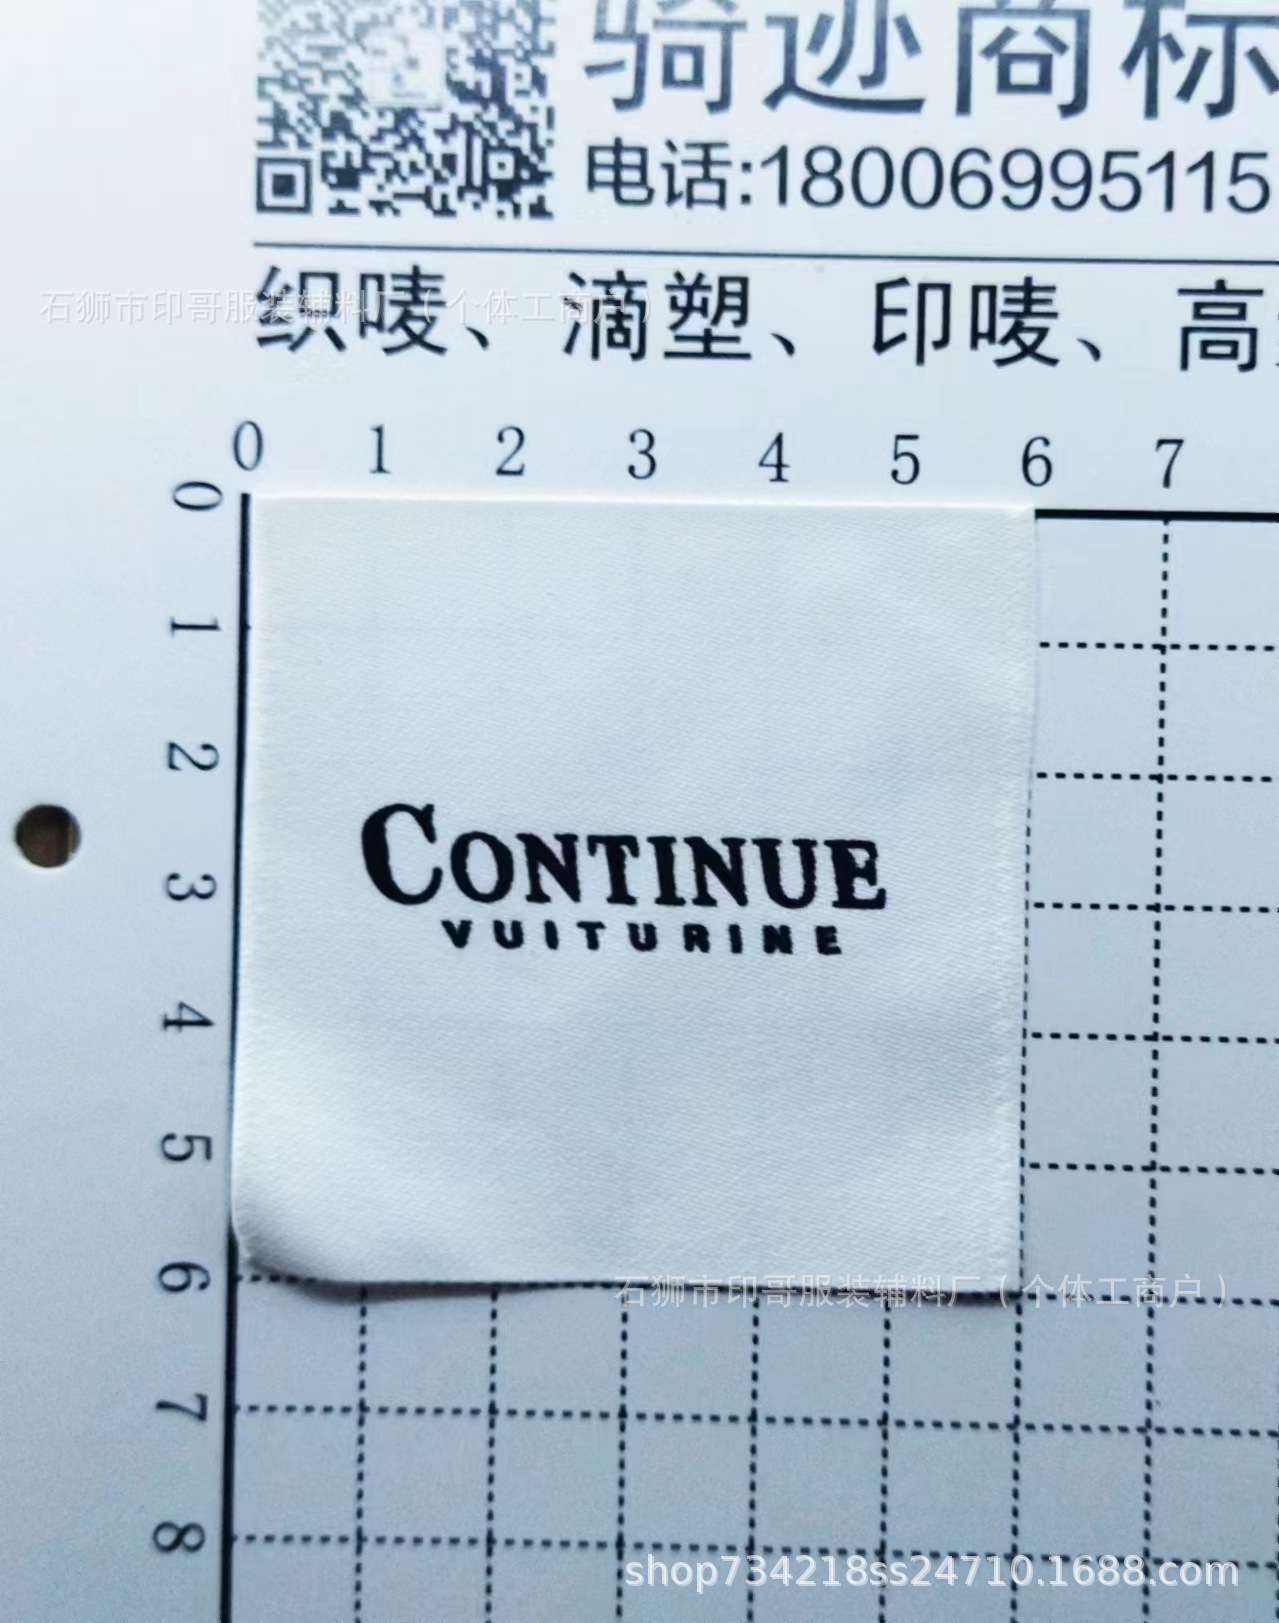 骑迹商标
电话:18006995115
石狮市印哥服装辅料厂（个体工商户）
织唛、滴塑、印唛、高
0 1 2 3 4 5 6 7
0
1
2
3
4
5
6
7
8
CONTINUE
VUITURINE
石狮市印哥服装辅料厂（个体工商户）
shop734218ss24710.1688.com